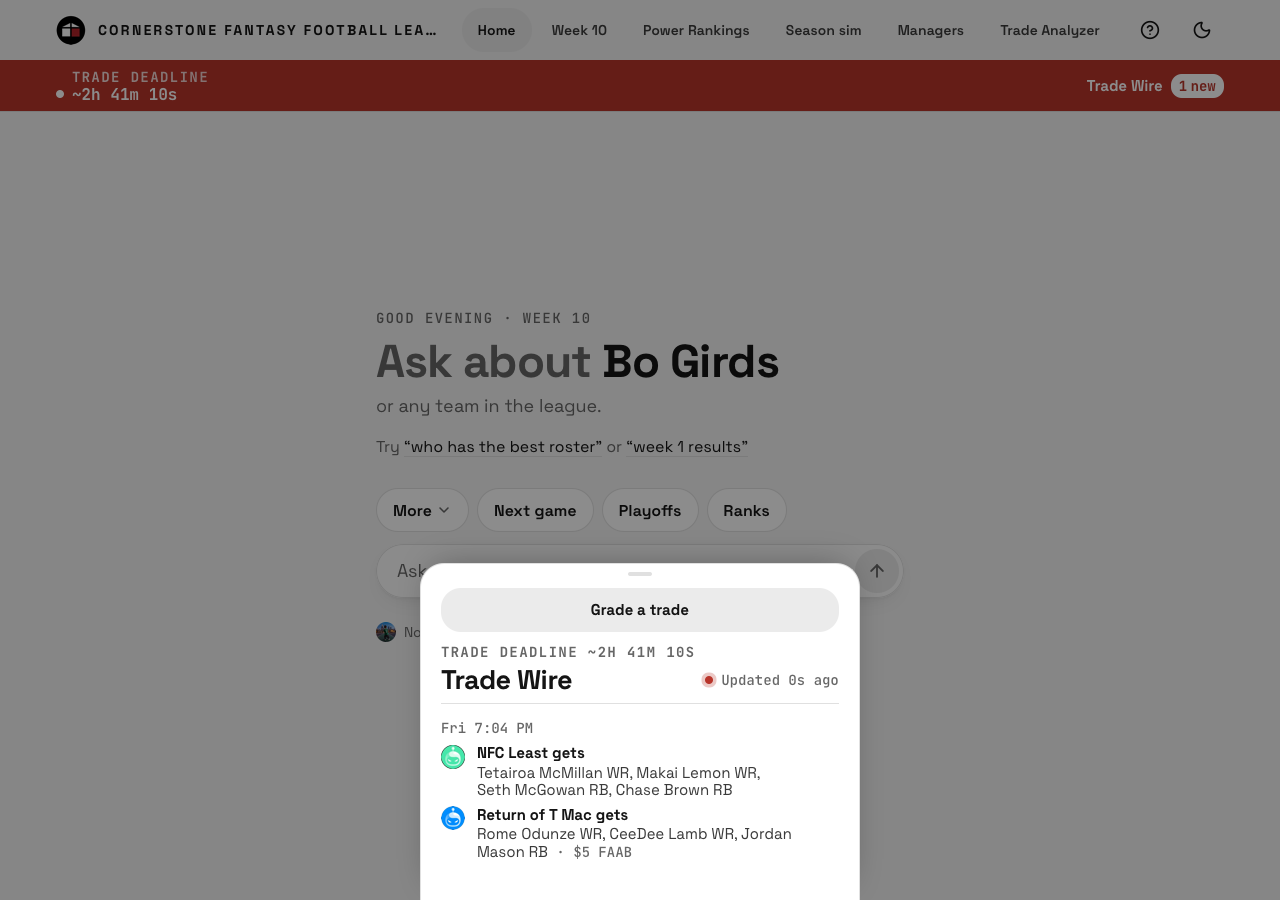 CORNERSTONE FANTASY FOOTBALL LEA…
Home
Week 10
Power Rankings
Season sim
Managers
Trade Analyzer
TRADE DEADLINE
~2h 41m 10s
Trade Wire
1 new
GOOD EVENING · WEEK 10
Ask about Bo Girds
or any team in the league.
Try “who has the best roster” or “week 1 results”
More
Next game
Playoffs
Ranks
Ask
Grade a trade
TRADE DEADLINE ~2H 41M 10S
Trade Wire
Updated 0s ago
Fri 7:04 PM
NFC Least gets
Tetairoa McMillan WR, Makai Lemon WR,
Seth McGowan RB, Chase Brown RB
Return of T Mac gets
Rome Odunze WR, CeeDee Lamb WR, Jordan
Mason RB · $5 FAAB